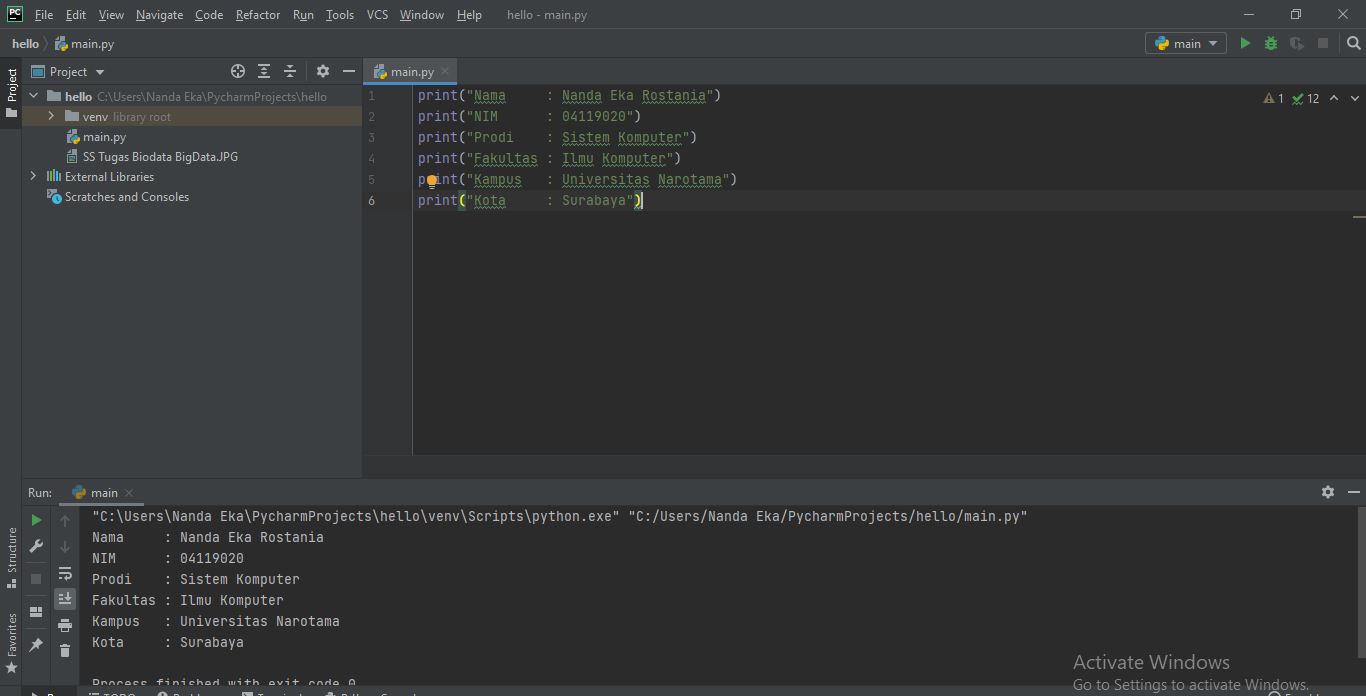 PC File Edit View Navigate Code Refactor Run Tools VCS Window Help hello - main.py
hello main.py main
Project Project main.py
hello C:\Users\Nanda Eka\PycharmProjects\hello
venv library root
main.py
SS Tugas Biodata BigData.JPG
External Libraries
Scratches and Consoles
1 print("Nama     : Nanda Eka Rostania") 1 12
2 print("NIM      : 04119020")
3 print("Prodi    : Sistem Komputer")
4 print("Fakultas : Ilmu Komputer")
5 print("Kampus   : Universitas Narotama")
6 print("Kota     : Surabaya")
Run: main
"C:\Users\Nanda Eka\PycharmProjects\hello\venv\Scripts\python.exe" "C:/Users/Nanda Eka/PycharmProjects/hello/main.py"
Nama     : Nanda Eka Rostania
NIM      : 04119020
Prodi    : Sistem Komputer
Fakultas : Ilmu Komputer
Kampus   : Universitas Narotama
Kota     : Surabaya
Process finished with exit code 0
Structure
Favorites
Activate Windows
Go to Settings to activate Windows.